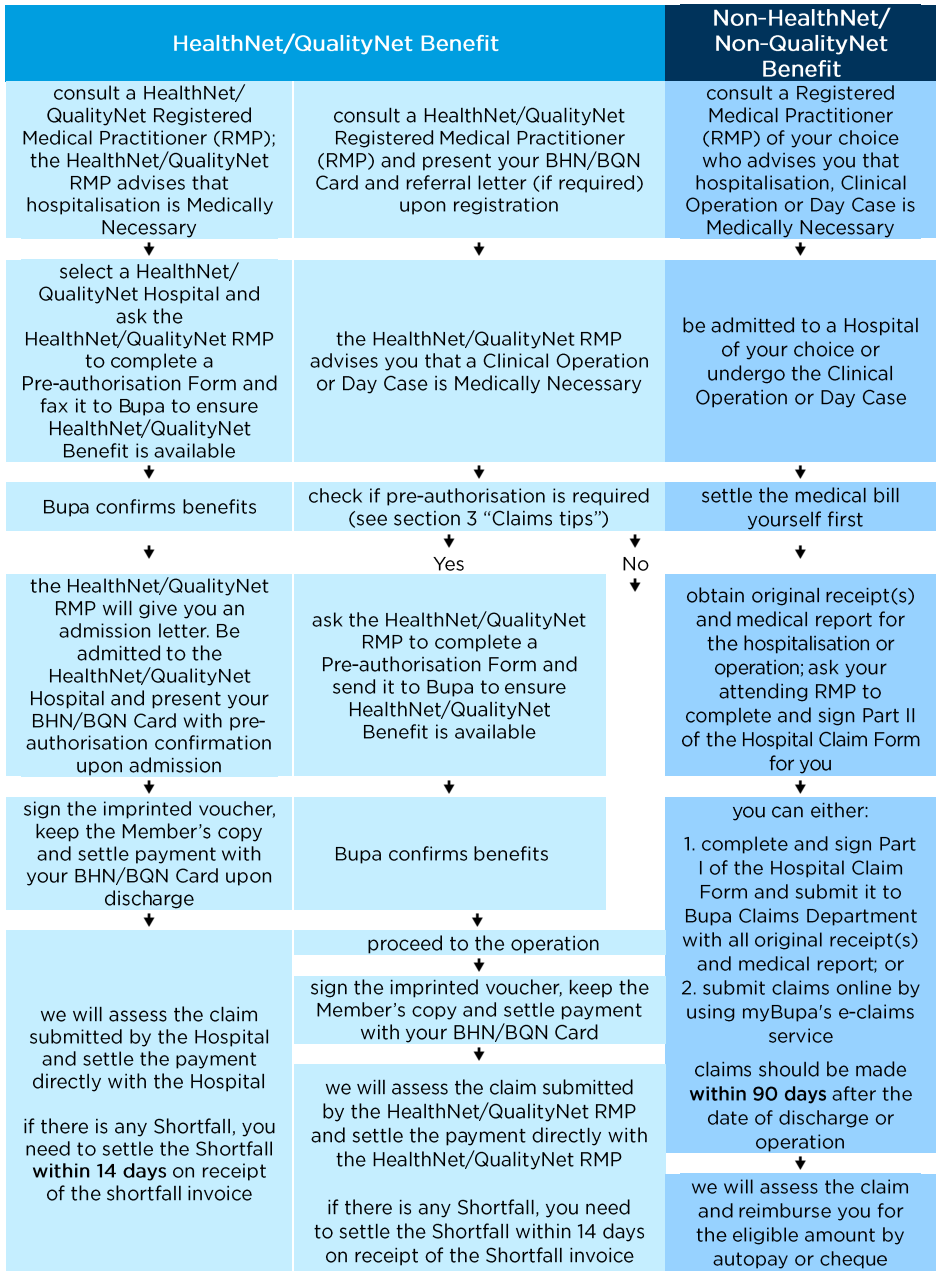 HealthNet/QualityNet Benefit
Non-HealthNet/
Non-QualityNet
Benefit
consult a HealthNet/
QualityNet Registered
Medical Practitioner (RMP);
the HealthNet/QualityNet
RMP advises that
hospitalisation is Medically
Necessary
select a HealthNet/
QualityNet Hospital and
ask the
HealthNet/QualityNet RMP
to complete a
Pre-authorisation Form and
fax it to Bupa to ensure
HealthNet/QualityNet
Benefit is available
Bupa confirms benefits
the HealthNet/QualityNet
RMP will give you an
admission letter. Be
admitted to the
HealthNet/QualityNet
Hospital and present your
BHN/BQN Card with pre-
authorisation confirmation
upon admission
sign the imprinted voucher,
keep the Member’s copy
and settle payment with
your BHN/BQN Card upon
discharge
we will assess the claim
submitted by the Hospital
and settle the payment
directly with the Hospital
if there is any Shortfall, you
need to settle the Shortfall
within 14 days on receipt
of the shortfall invoice
consult a HealthNet/QualityNet
Registered Medical Practitioner
(RMP) and present your BHN/BQN
Card and referral letter (if required)
upon registration
the HealthNet/QualityNet RMP
advises you that a Clinical Operation
or Day Case is Medically Necessary
check if pre-authorisation is required
(see section 3 “Claims tips”)
Yes
No
ask the HealthNet/QualityNet
RMP to complete a
Pre-authorisation Form and
send it to Bupa to ensure
HealthNet/QualityNet
Benefit is available
Bupa confirms benefits
proceed to the operation
sign the imprinted voucher, keep the
Member’s copy and settle payment
with your BHN/BQN Card
we will assess the claim submitted
by the HealthNet/QualityNet RMP
and settle the payment directly with
the HealthNet/QualityNet RMP
if there is any Shortfall, you need
to settle the Shortfall within 14 days
on receipt of the Shortfall invoice
consult a Registered
Medical Practitioner
(RMP) of your choice
who advises you that
hospitalisation, Clinical
Operation or Day Case is
Medically Necessary
be admitted to a Hospital
of your choice or
undergo the Clinical
Operation or Day Case
settle the medical bill
yourself first
obtain original receipt(s)
and medical report for
the hospitalisation or
operation; ask your
attending RMP to
complete and sign Part II
of the Hospital Claim Form
for you
you can either:
1. complete and sign Part
I of the Hospital Claim
Form and submit it to
Bupa Claims Department
with all original receipt(s)
and medical report; or
2. submit claims online by
using myBupa's e-claims
service
claims should be made
within 90 days after the
date of discharge or
operation
we will assess the claim
and reimburse you for
the eligible amount by
autopay or cheque